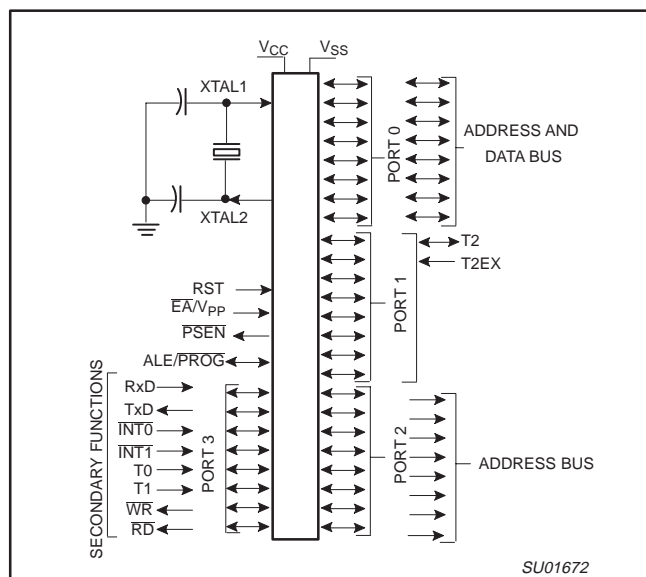 VCC VSS
XTAL1
XTAL2
PORT 0
ADDRESS AND
DATA BUS
T2
T2EX
PORT 1
RST
EA/VPP
PSEN
ALE/PROG
SECONDARY FUNCTIONS
RxD
TxD
INT0
INT1
T0
T1
WR
RD
PORT 3
PORT 2
ADDRESS BUS
SU01672